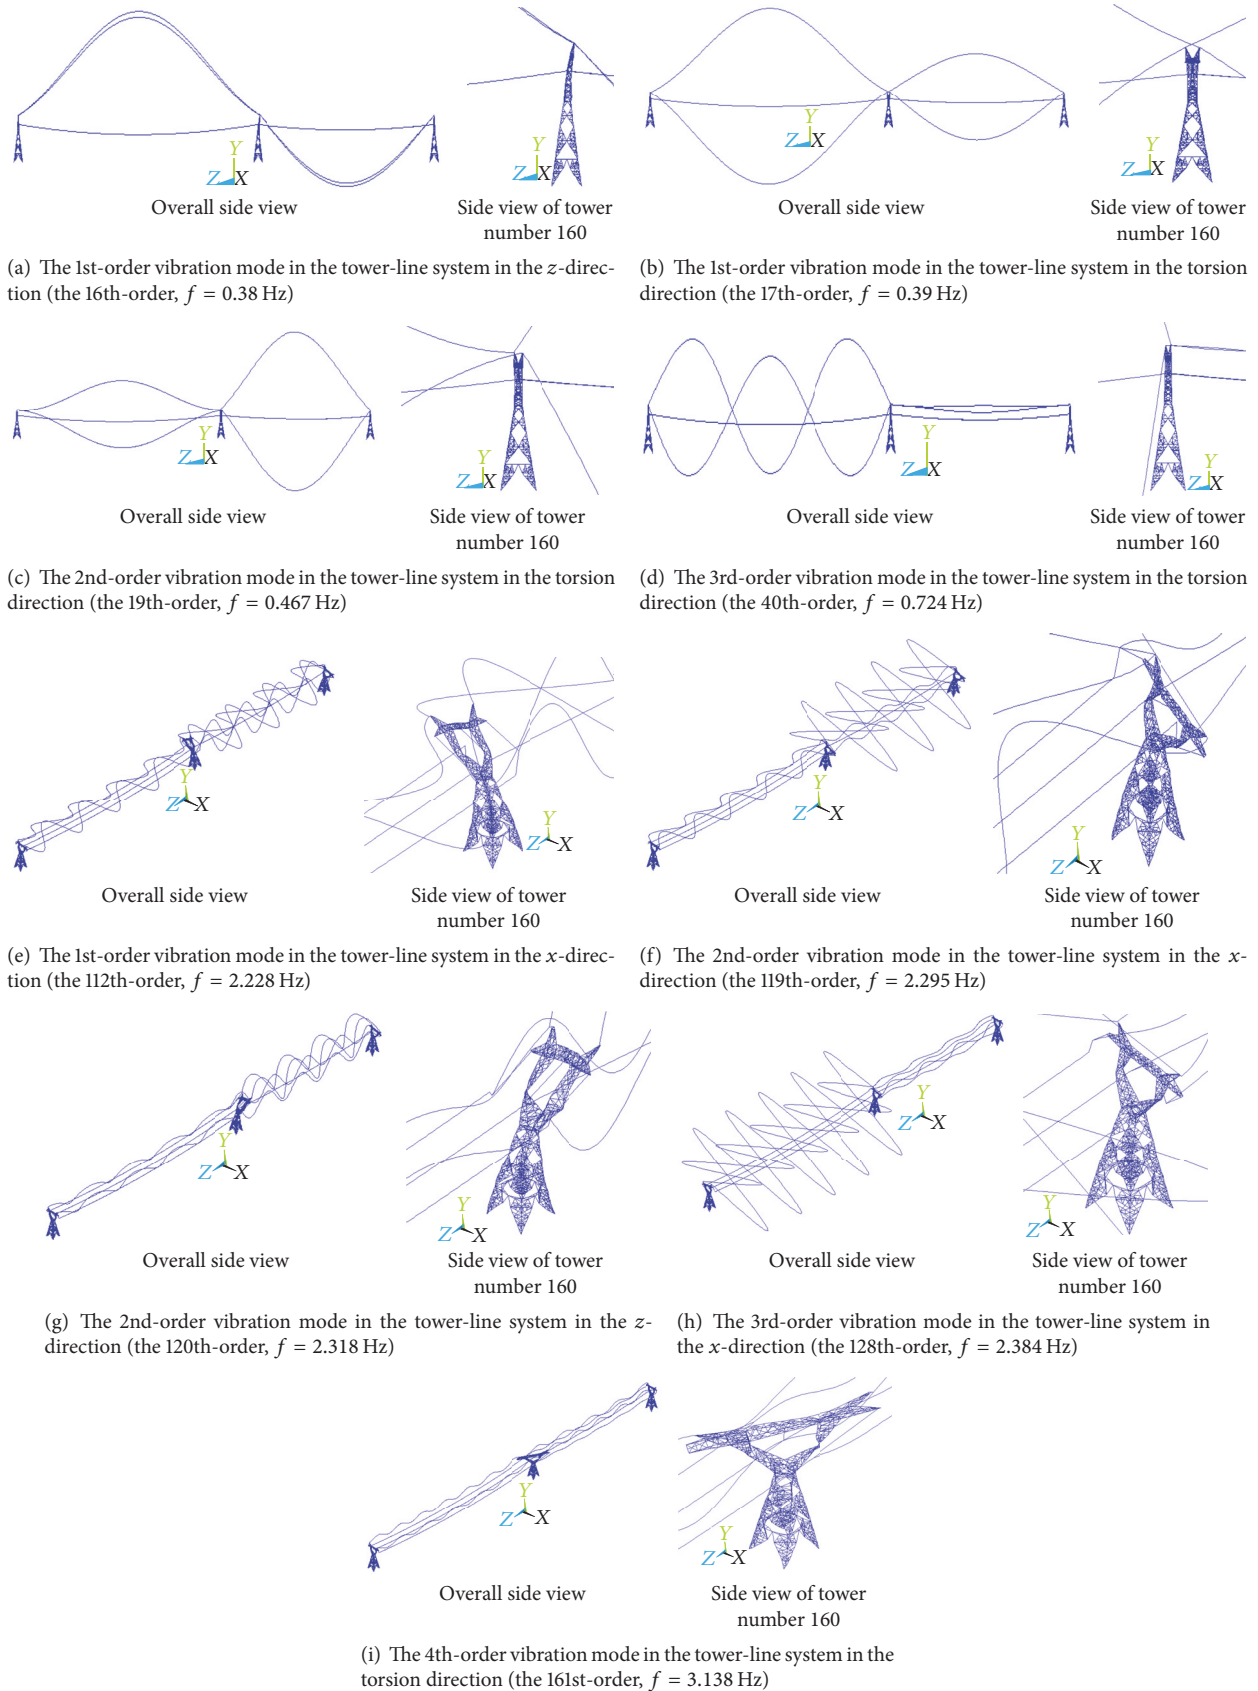 Y
Z X
Y
Z X
Y
Z X
Y
Z X
Overall side view
Side view of tower
number 160
Overall side view
Side view of tower
number 160
(a) The 1st-order vibration mode in the tower-line system in the z-direc-
tion (the 16th-order, f = 0.38 Hz)
(b) The 1st-order vibration mode in the tower-line system in the torsion
direction (the 17th-order, f = 0.39 Hz)
Y
Z X
Y
Z X
Y
Z X
Y
Z X
Overall side view
Side view of tower
number 160
Overall side view
Side view of tower
number 160
(c) The 2nd-order vibration mode in the tower-line system in the torsion
direction (the 19th-order, f = 0.467 Hz)
(d) The 3rd-order vibration mode in the tower-line system in the torsion
direction (the 40th-order, f = 0.724 Hz)
Y
Z X
Y
Z X
Y
Z X
Y
Z X
Overall side view
Side view of tower
number 160
Overall side view
Side view of tower
number 160
(e) The 1st-order vibration mode in the tower-line system in the x-direc-
tion (the 112th-order, f = 2.228 Hz)
(f) The 2nd-order vibration mode in the tower-line system in the x-
direction (the 119th-order, f = 2.295 Hz)
Y
Z X
Y
Z X
Y
Z X
Y
Z X
Overall side view
Side view of tower
number 160
Overall side view
Side view of tower
number 160
(g) The 2nd-order vibration mode in the tower-line system in the z-
direction (the 120th-order, f = 2.318 Hz)
(h) The 3rd-order vibration mode in the tower-line system in
the x-direction (the 128th-order, f = 2.384 Hz)
Y
Z X
Y
Z X
Overall side view
Side view of tower
number 160
(i) The 4th-order vibration mode in the tower-line system in the
torsion direction (the 161st-order, f = 3.138 Hz)